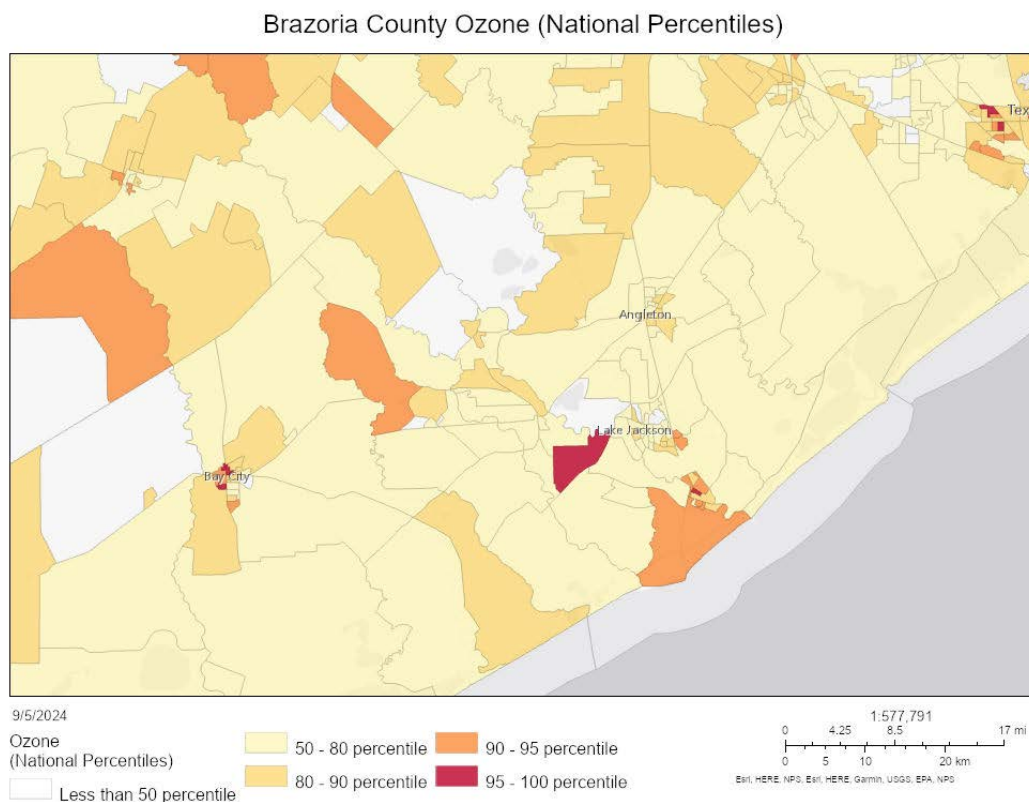 Brazoria County Ozone (National Percentiles)
Tex
Angleton
Lake Jackson
Bay City
9/5/2024
Ozone
(National Percentiles)
Less than 50 percentile
50 - 80 percentile
80 - 90 percentile
90 - 95 percentile
95 - 100 percentile
1:577,791
0 4.25 8.5 17 mi
0 5 10 20 km
Esri, HERE, NPS, Esri, HERE, Garmin, USGS, EPA, NPS